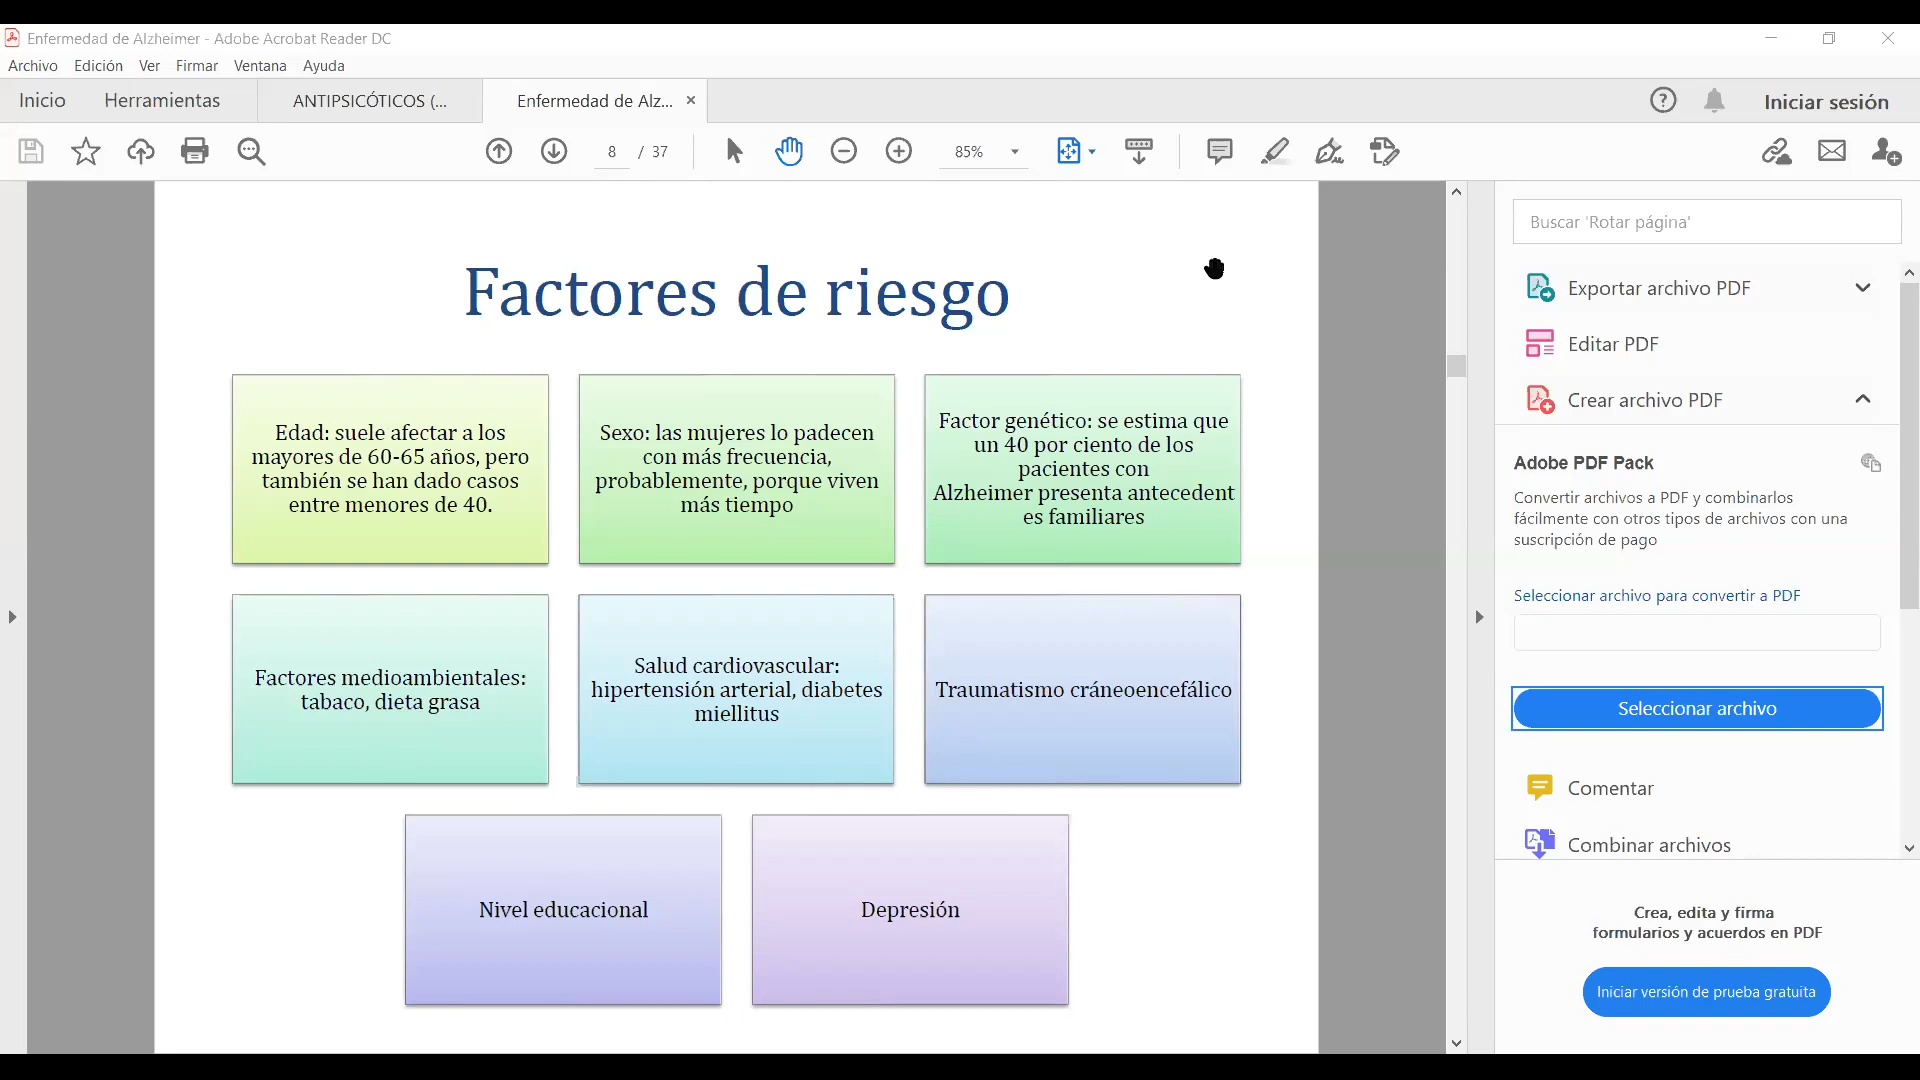 Enfermedad de Alzheimer - Adobe Acrobat Reader DC
Archivo Edición Ver Firmar Ventana Ayuda
Inicio Herramientas ANTIPSICÓTICOS (... Enfermedad de Alz... × Iniciar sesión
8 / 37 85%
Factores de riesgo
Edad: suele afectar a los
mayores de 60-65 años, pero
también se han dado casos
entre menores de 40.
Sexo: las mujeres lo padecen
con más frecuencia,
probablemente, porque viven
más tiempo
Factor genético: se estima que
un 40 por ciento de los
pacientes con
Alzheimer presenta antecedent
es familiares
Factores medioambientales:
tabaco, dieta grasa
Salud cardiovascular:
hipertensión arterial, diabetes
miellitus
Traumatismo cráneoencefálico
Nivel educacional
Depresión
Buscar 'Rotar página'
Exportar archivo PDF
Editar PDF
Crear archivo PDF
Adobe PDF Pack
Convertir archivos a PDF y combinarlos
fácilmente con otros tipos de archivos con una
suscripción de pago
Seleccionar archivo para convertir a PDF
Seleccionar archivo
Comentar
Combinar archivos
Crea, edita y firma
formularios y acuerdos en PDF
Iniciar versión de prueba gratuita